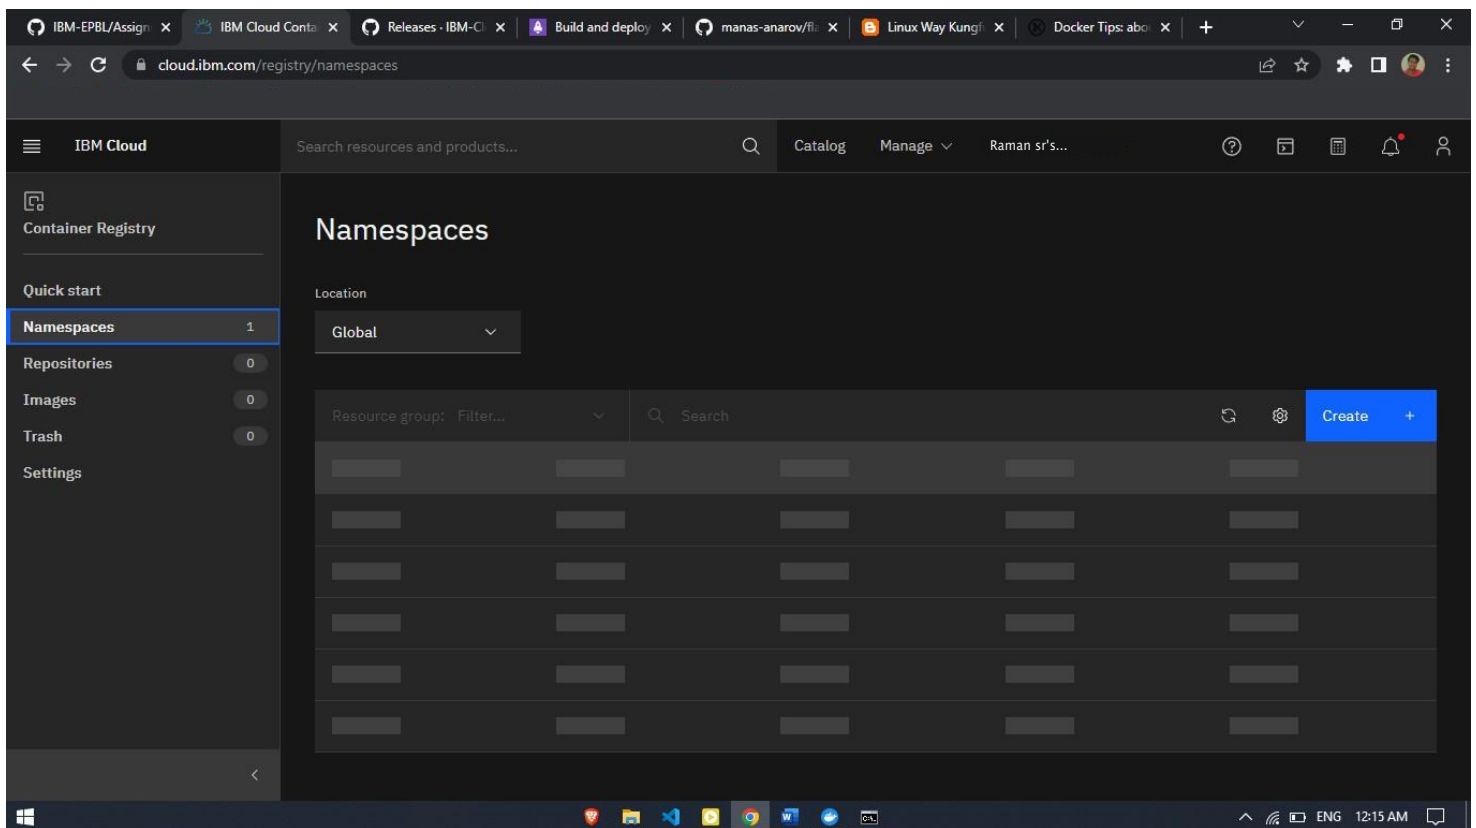 IBM-EPBL/Assign
IBM Cloud Conta
Releases · IBM-Cl
Build and deploy
manas-anarov/fla
Linux Way Kungf
Docker Tips: abo
cloud.ibm.com/registry/namespaces
IBM Cloud
Search resources and products...
Catalog
Manage
Raman sr's...
Container Registry
Quick start
Namespaces 1
Repositories 0
Images 0
Trash 0
Settings
Namespaces
Location
Global
Resource group: Filter...
Search
Create +
ENG 12:15 AM